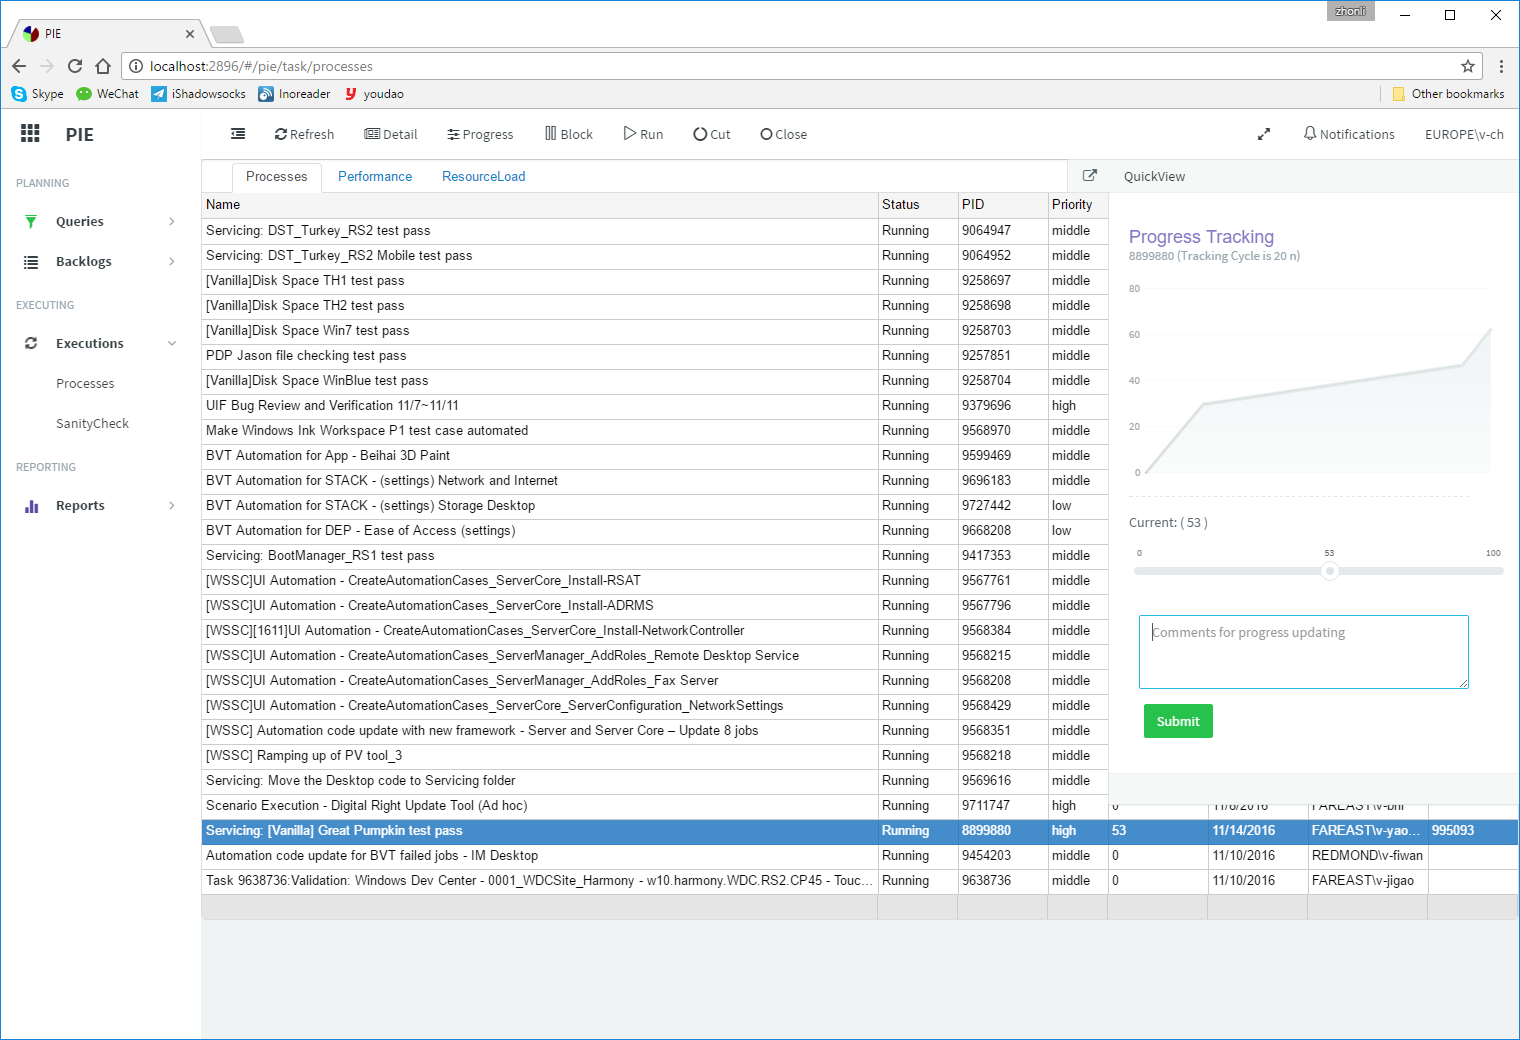 zhonli
PIE
localhost:2896/#/pie/task/processes
Skype WeChat iShadowsocks Inoreader youdao Other bookmarks
PIE Refresh Detail Progress Block Run Cut Close Notifications EUROPE\v-ch
PLANNING
Queries
Backlogs
EXECUTING
Executions
Processes
SanityCheck
REPORTING
Reports
Processes Performance ResourceLoad
Name Status PID Priority
Servicing: DST_Turkey_RS2 test pass Running 9064947 middle
Servicing: DST_Turkey_RS2 Mobile test pass Running 9064952 middle
[Vanilla]Disk Space TH1 test pass Running 9258697 middle
[Vanilla]Disk Space TH2 test pass Running 9258698 middle
[Vanilla]Disk Space Win7 test pass Running 9258703 middle
PDP Jason file checking test pass Running 9257851 middle
[Vanilla]Disk Space WinBlue test pass Running 9258704 middle
UIF Bug Review and Verification 11/7~11/11 Running 9379696 high
Make Windows Ink Workspace P1 test case automated Running 9568970 middle
BVT Automation for App - Beihai 3D Paint Running 9599469 middle
BVT Automation for STACK - (settings) Network and Internet Running 9696183 middle
BVT Automation for STACK - (settings) Storage Desktop Running 9727442 low
BVT Automation for DEP - Ease of Access (settings) Running 9668208 low
Servicing: BootManager_RS1 test pass Running 9417353 middle
[WSSC]UI Automation - CreateAutomationCases_ServerCore_Install-RSAT Running 9567761 middle
[WSSC]UI Automation - CreateAutomationCases_ServerCore_Install-ADRMS Running 9567796 middle
[WSSC][1611]UI Automation - CreateAutomationCases_ServerCore_Install-NetworkController Running 9568384 middle
[WSSC]UI Automation - CreateAutomationCases_ServerManager_AddRoles_Remote Desktop Service Running 9568215 middle
[WSSC]UI Automation - CreateAutomationCases_ServerManager_AddRoles_Fax Server Running 9568208 middle
[WSSC]UI Automation - CreateAutomationCases_ServerCore_ServerConfiguration_NetworkSettings Running 9568429 middle
[WSSC] Automation code update with new framework - Server and Server Core – Update 8 jobs Running 9568351 middle
[WSSC] Ramping up of PV tool_3 Running 9568218 middle
Servicing: Move the Desktop code to Servicing folder Running 9569616 middle
Scenario Execution - Digital Right Update Tool (Ad hoc) Running 9711747 high 0 11/8/2016
Servicing: [Vanilla] Great Pumpkin test pass Running 8899880 high 53 11/14/2016 FAREAST\v-yao... 995093
Automation code update for BVT failed jobs - IM Desktop Running 9454203 middle 0 11/10/2016 REDMOND\v-fiwan
Task 9638736:Validation: Windows Dev Center - 0001_WDCSite_Harmony - w10.harmony.WDC.RS2.CP45 - Touc... Running 9638736 middle 0 11/10/2016 FAREAST\v-jigao
QuickView
Progress Tracking
8899880 (Tracking Cycle is 20 n)
80
60
40
20
0
Current: ( 53 )
0 53 100
Comments for progress updating
Submit